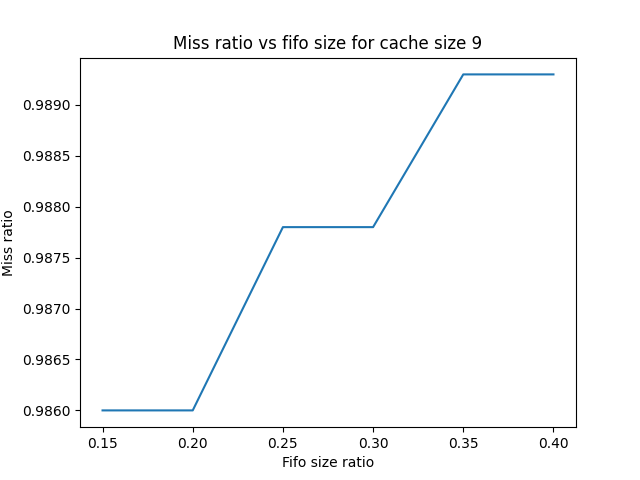 Miss ratio vs fifo size for cache size 9
Miss ratio
0.9890
0.9885
0.9880
0.9875
0.9870
0.9865
0.9860
0.15 0.20 0.25 0.30 0.35 0.40
Fifo size ratio